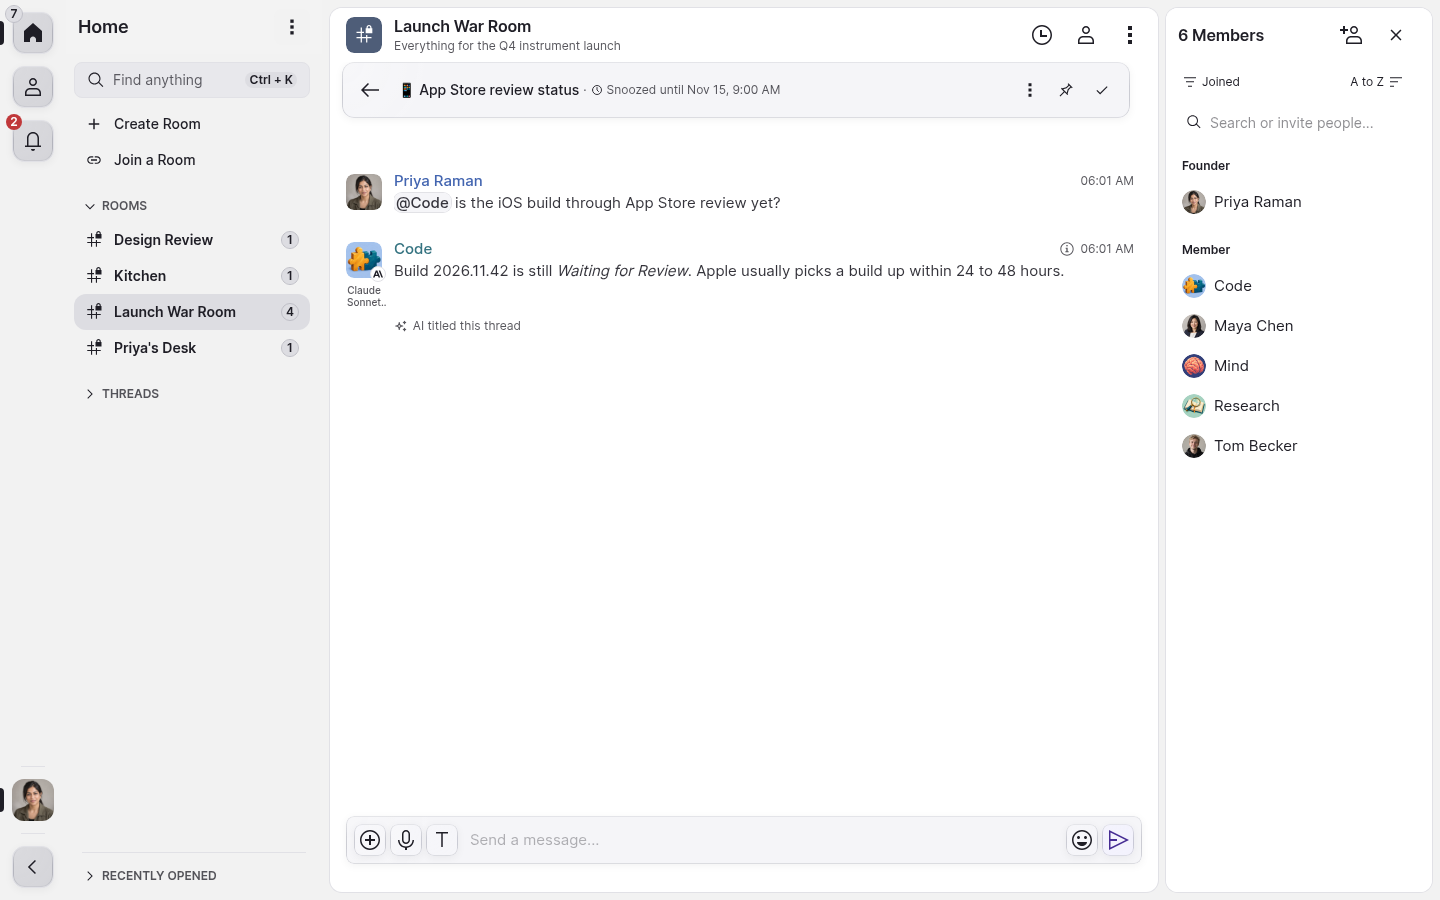 7
2
Home
Find anything Ctrl + K
Create Room
Join a Room
ROOMS
Design Review 1
Kitchen 1
Launch War Room 4
Priya's Desk 1
THREADS
RECENTLY OPENED
Launch War Room
Everything for the Q4 instrument launch
App Store review status · Snoozed until Nov 15, 9:00 AM
Priya Raman 06:01 AM
@Code is the iOS build through App Store review yet?
Code 06:01 AM
Build 2026.11.42 is still Waiting for Review. Apple usually picks a build up within 24 to 48 hours.
Claude
Sonnet..
AI titled this thread
Send a message...
6 Members
Joined A to Z
Search or invite people...
Founder
Priya Raman
Member
Code
Maya Chen
Mind
Research
Tom Becker